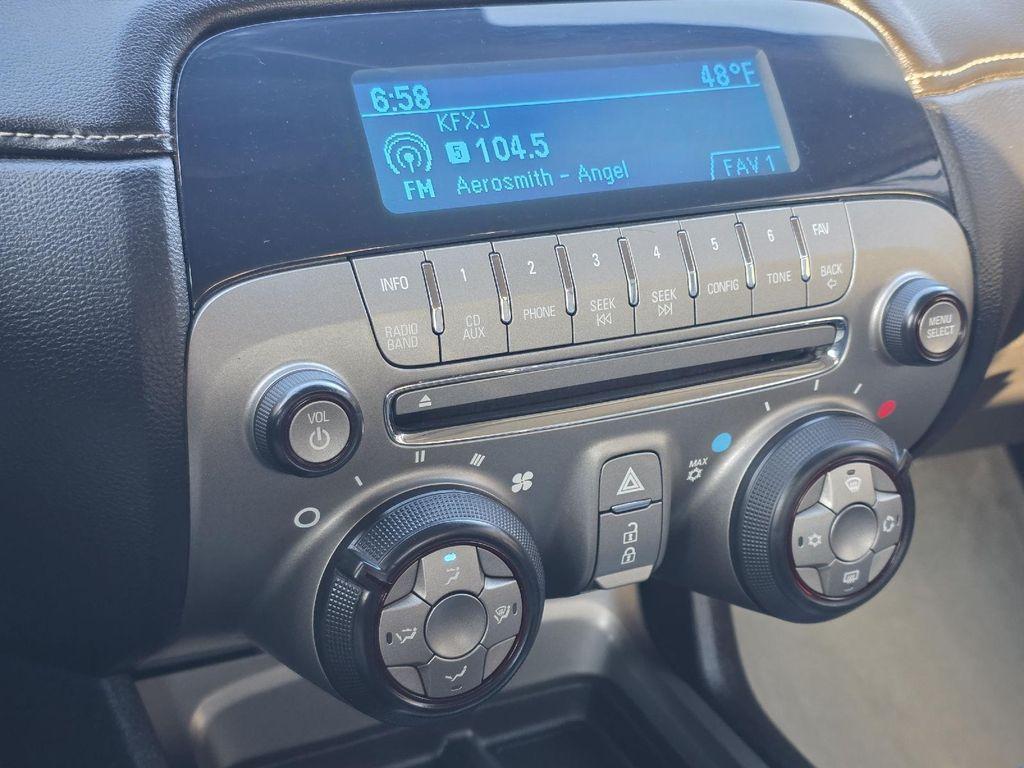 6:58 48°F
KFXJ
5 104.5
FM Aerosmith - Angel FAV 1
INFO 1 2 3 4 5 6 FAV
RADIO BAND CD AUX PHONE SEEK SEEK CONFIG TONE BACK
MENU SELECT
VOL
MAX